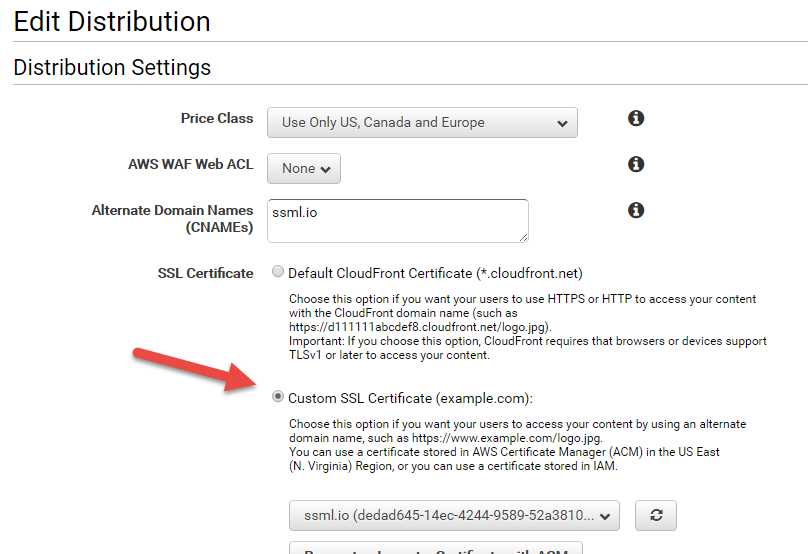 Edit Distribution
Distribution Settings
Price Class
Use Only US, Canada and Europe
AWS WAF Web ACL
None
Alternate Domain Names
(CNAMEs)
ssml.io
SSL Certificate
Default CloudFront Certificate (*.cloudfront.net)
Choose this option if you want your users to use HTTPS or HTTP to access your content
with the CloudFront domain name (such as
https://d111111abcdef8.cloudfront.net/logo.jpg).
Important: If you choose this option, CloudFront requires that browsers or devices support
TLSv1 or later to access your content.
Custom SSL Certificate (example.com):
Choose this option if you want your users to access your content by using an alternate
domain name, such as https://www.example.com/logo.jpg.
You can use a certificate stored in AWS Certificate Manager (ACM) in the US East
(N. Virginia) Region, or you can use a certificate stored in IAM.
ssml.io (dedad645-14ec-4244-9589-52a3810...